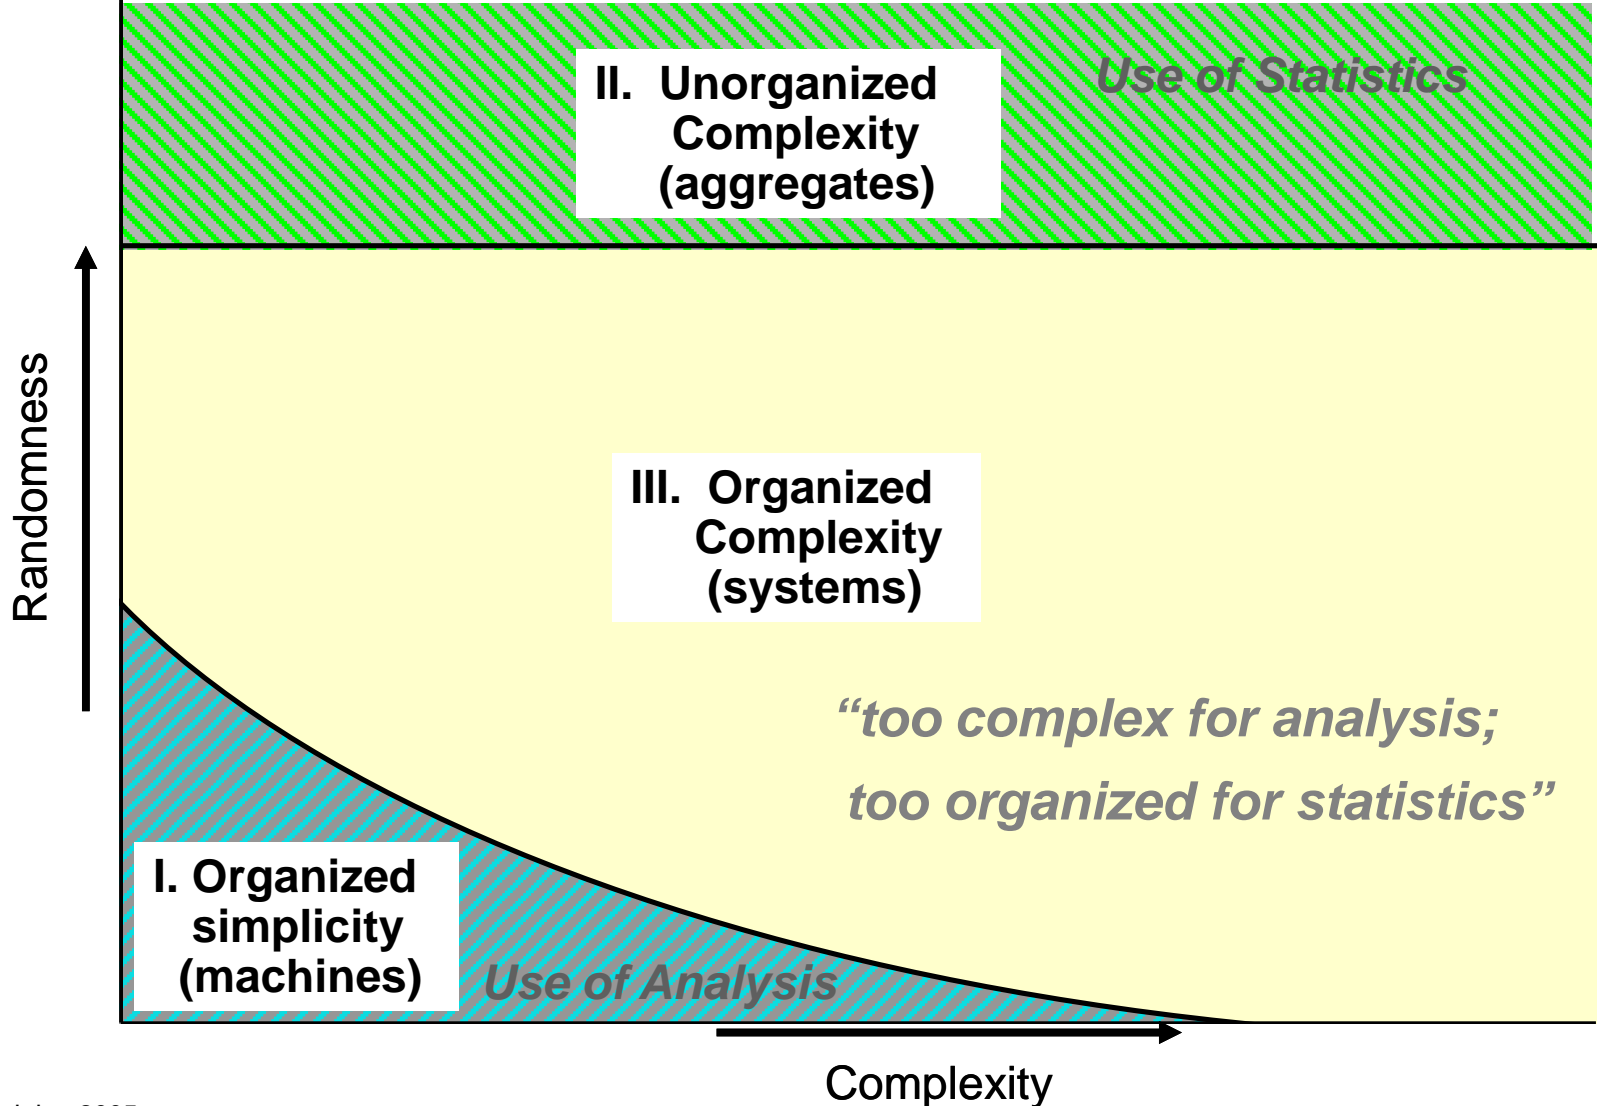 II. Unorganized
Complexity
(aggregates)
Use of Statistics
Randomness
III. Organized
Complexity
(systems)
“too complex for analysis;
too organized for statistics”
I. Organized
simplicity
(machines)
Use of Analysis
Complexity